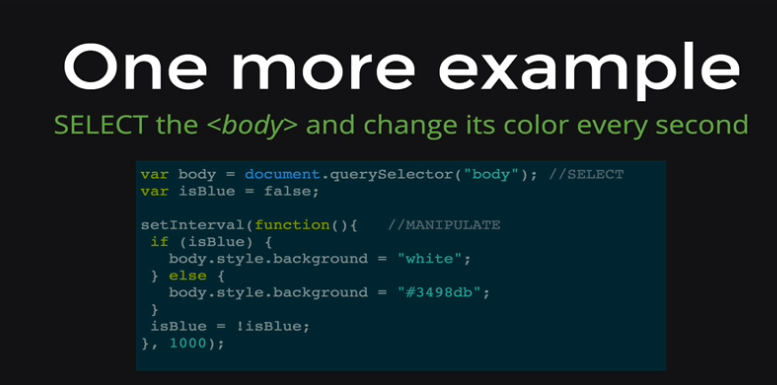 One more example
SELECT the <body> and change its color every second
var body = document.querySelector("body"); //SELECT
var isBlue = false;
setInterval(function(){   //MANIPULATE
 if (isBlue) {
   body.style.background = "white";
 } else {
   body.style.background = "#3498db";
 }
 isBlue = !isBlue;
}, 1000);